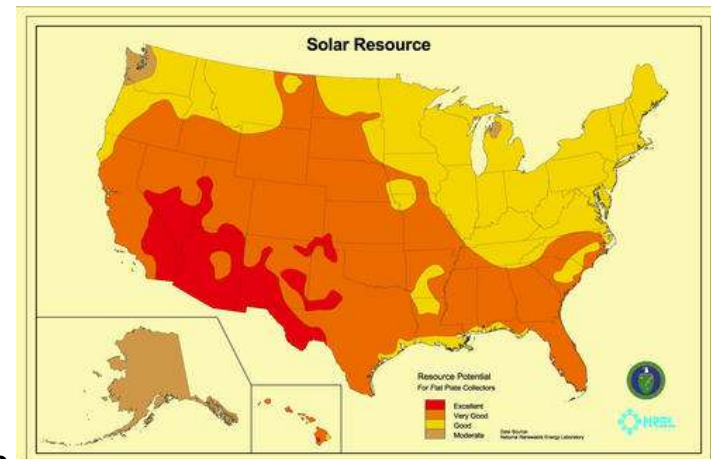 Solar Resource
Resource Potential
For Flat Plate Collectors
Excellent
Very Good
Good
Moderate
Data Source:
National Renewable Energy Laboratory
NREL